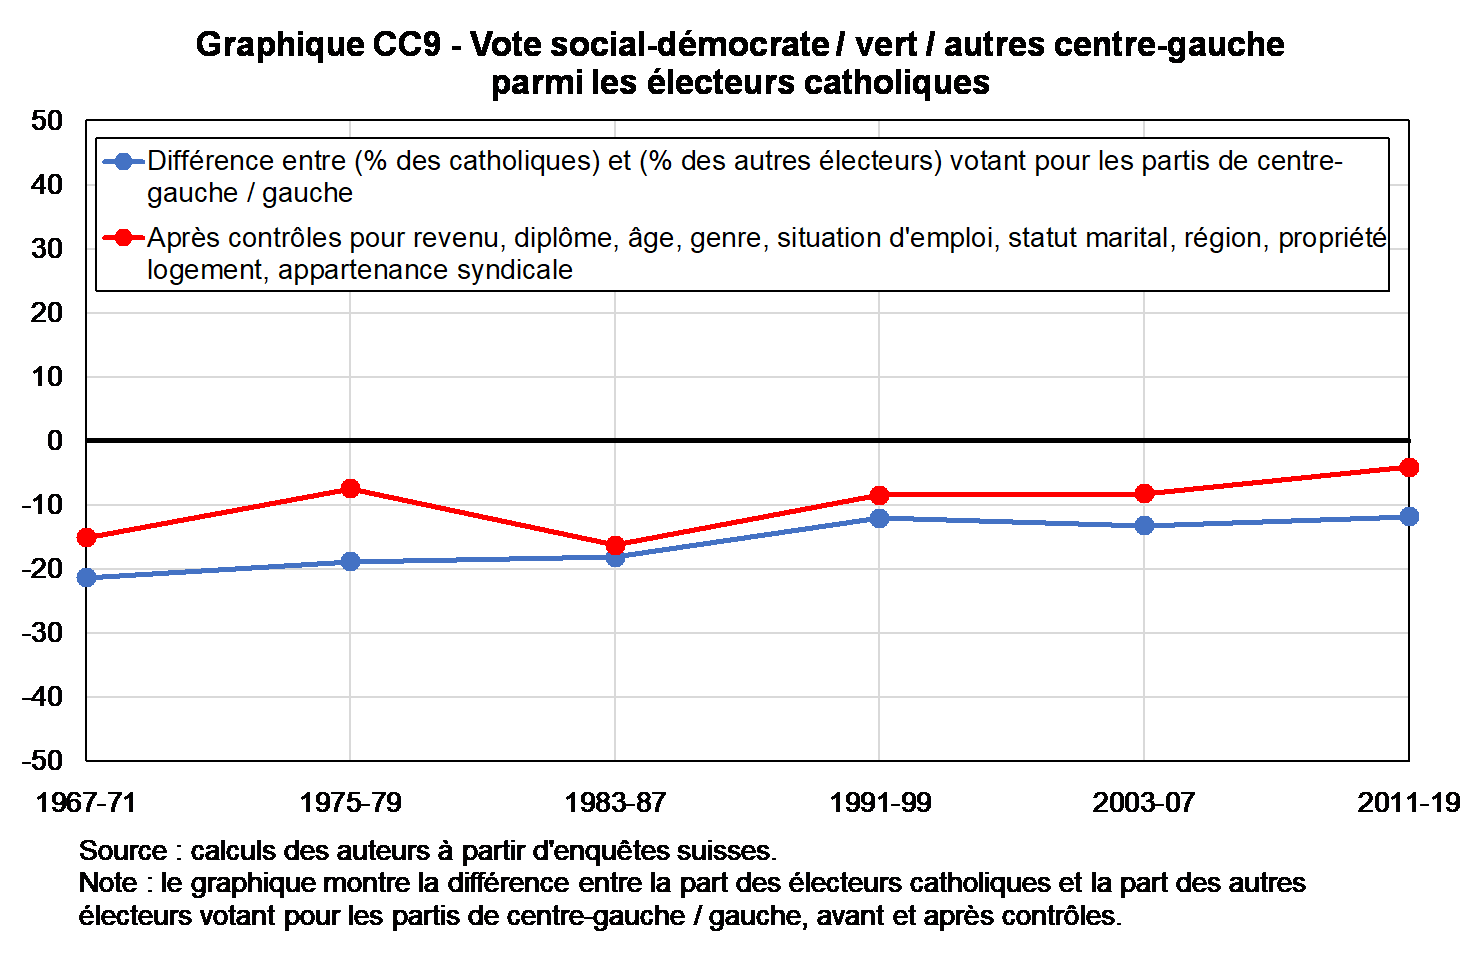 Graphique CC9 - Vote social-démocrate / vert / autres centre-gauche
parmi les électeurs catholiques
50
40
30
20
10
0
-10
-20
-30
-40
-50
Différence entre (% des catholiques) et (% des autres électeurs) votant pour les partis de centre-
gauche / gauche
Après contrôles pour revenu, diplôme, âge, genre, situation d'emploi, statut marital, région, propriété
logement, appartenance syndicale
1967-71
1975-79
1983-87
1991-99
2003-07
2011-19
Source : calculs des auteurs à partir d'enquêtes suisses.
Note : le graphique montre la différence entre la part des électeurs catholiques et la part des autres
électeurs votant pour les partis de centre-gauche / gauche, avant et après contrôles.